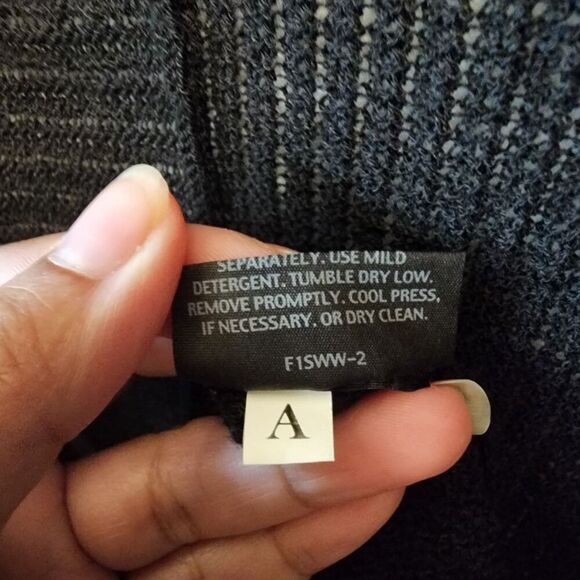 SEPARATELY. USE MILD
DETERGENT. TUMBLE DRY LOW.
REMOVE PROMPTLY. COOL PRESS,
IF NECESSARY. OR DRY CLEAN.
F1SWW-2
A